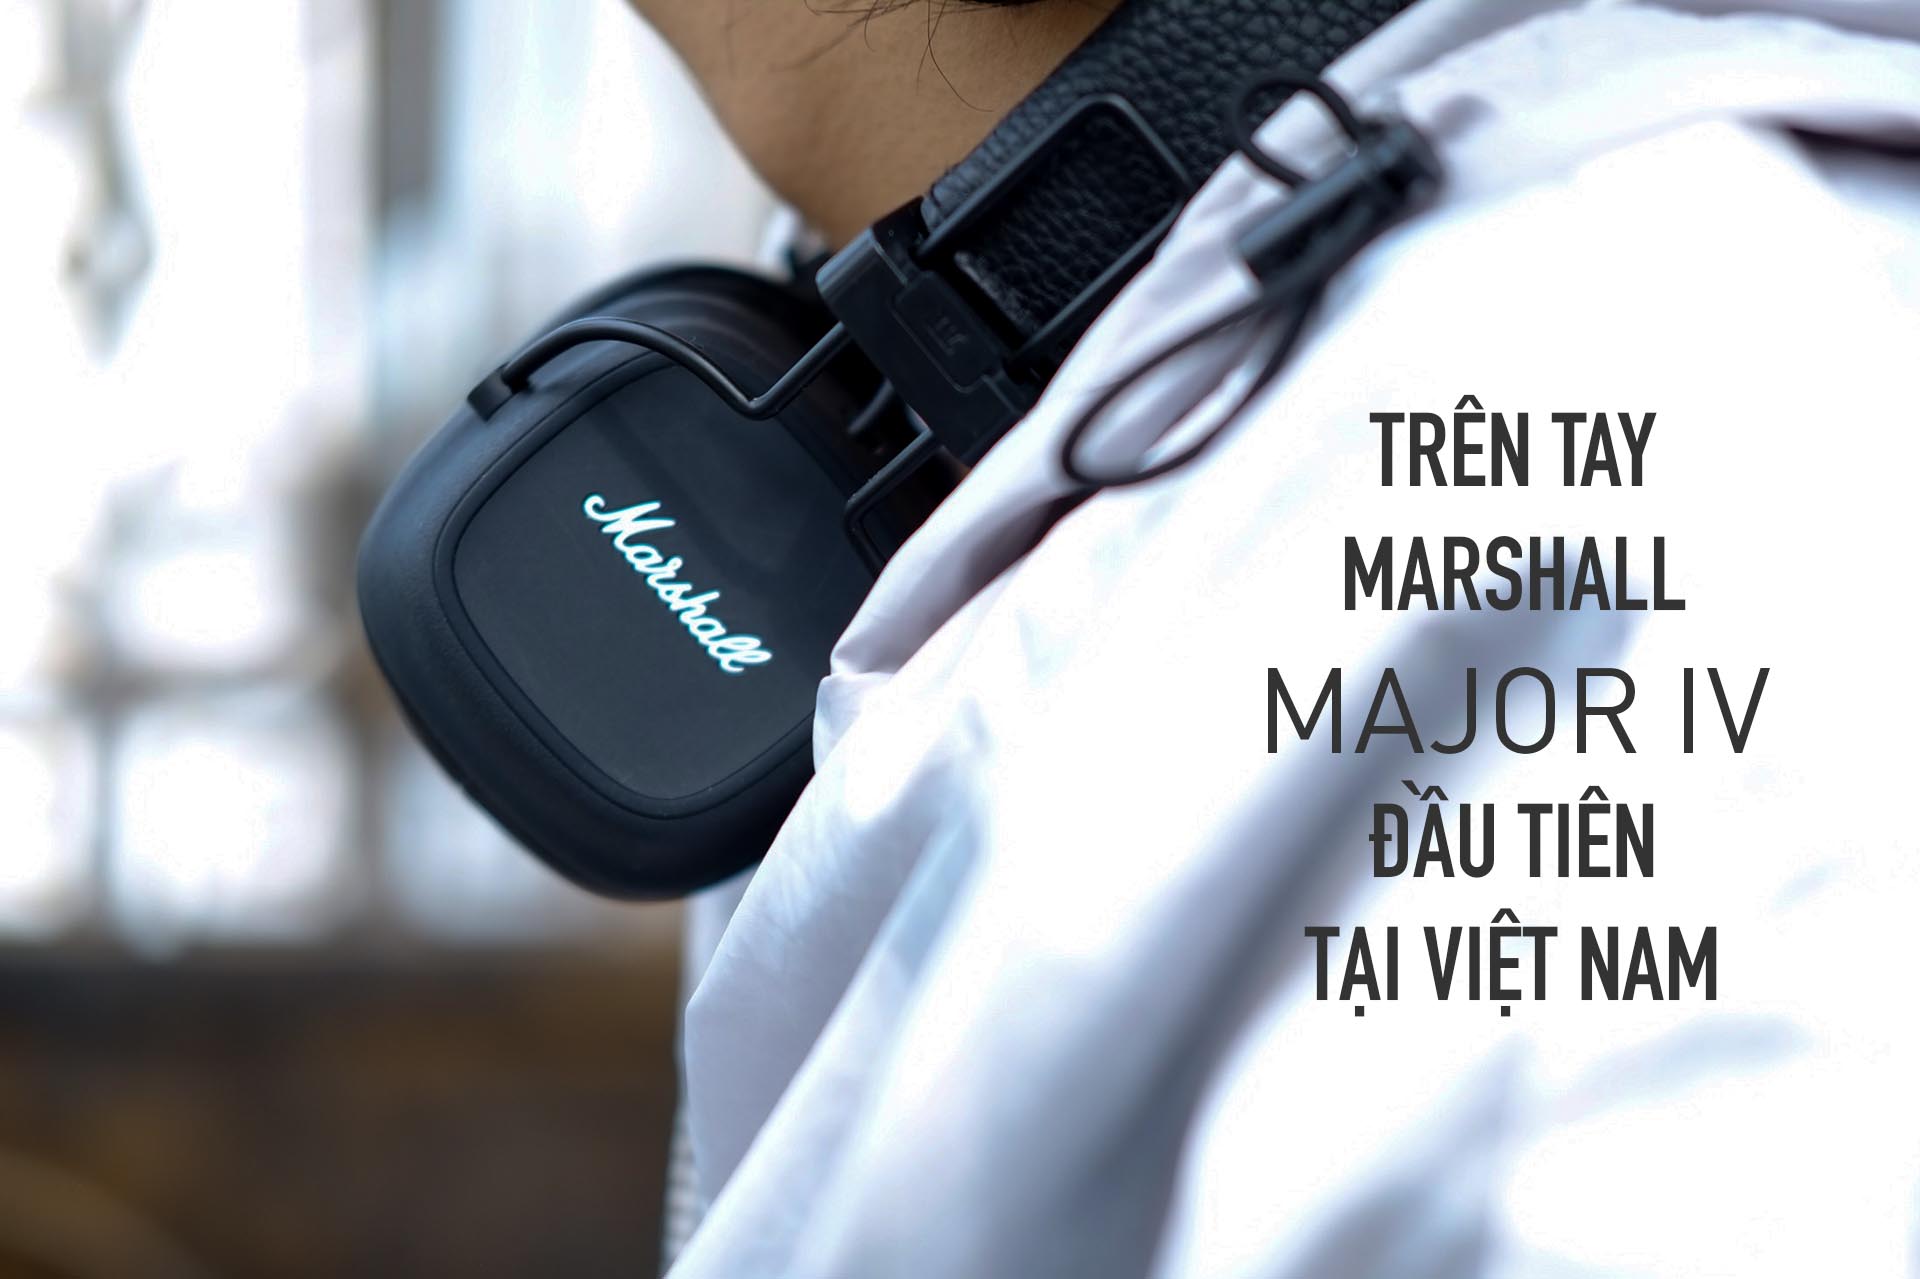 Marshall
TRÊN TAY
MARSHALL
MAJOR IV
ĐẦU TIÊN
TẠI VIỆT NAM